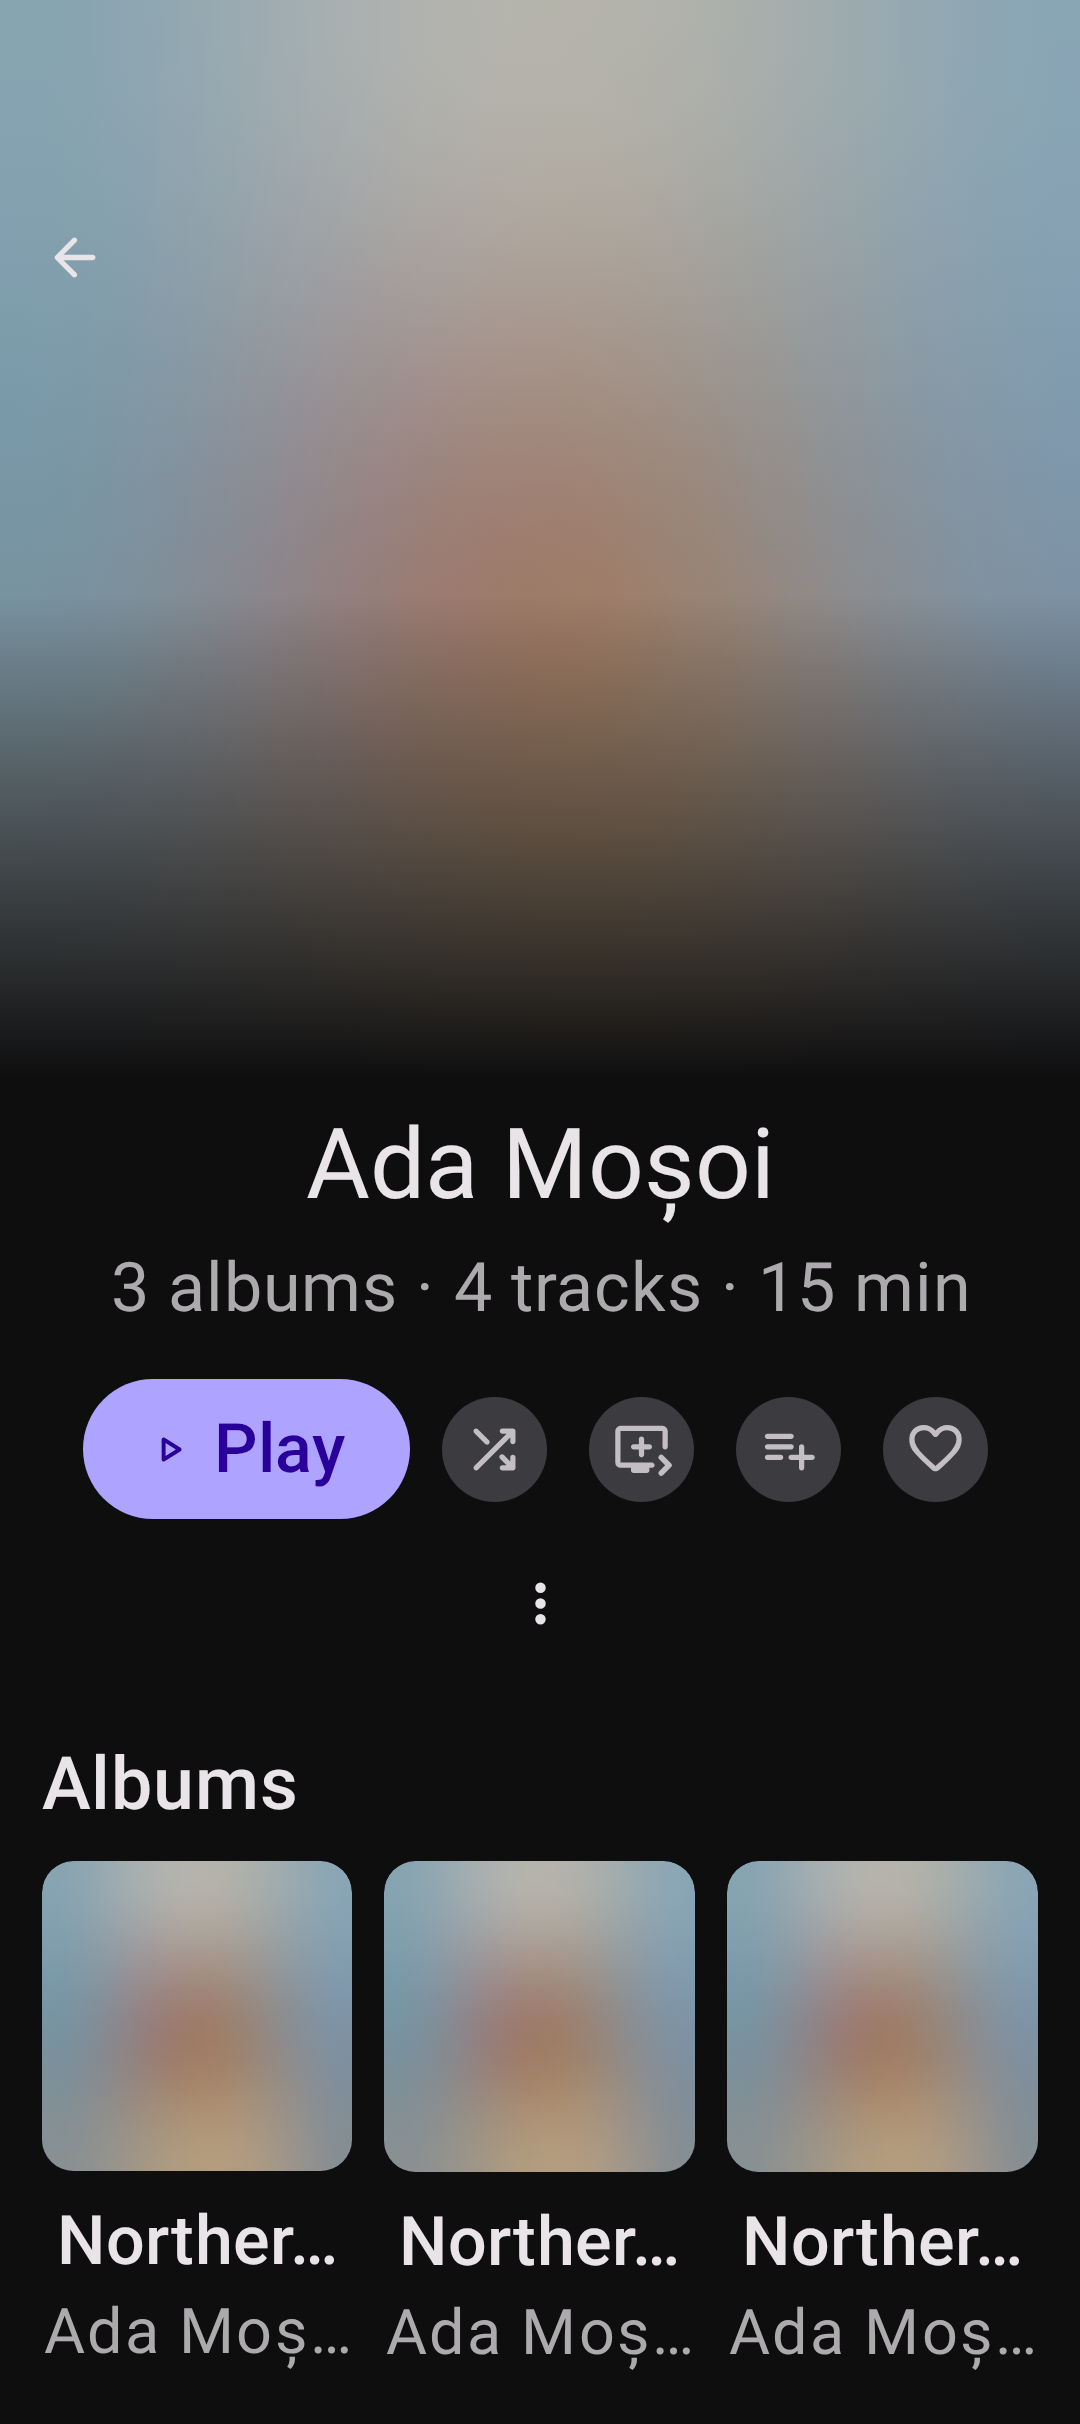 Ada Moșoi
3 albums · 4 tracks · 15 min
Play
Albums
Norther…
Norther…
Norther…
Ada Moș…
Ada Moș…
Ada Moș…